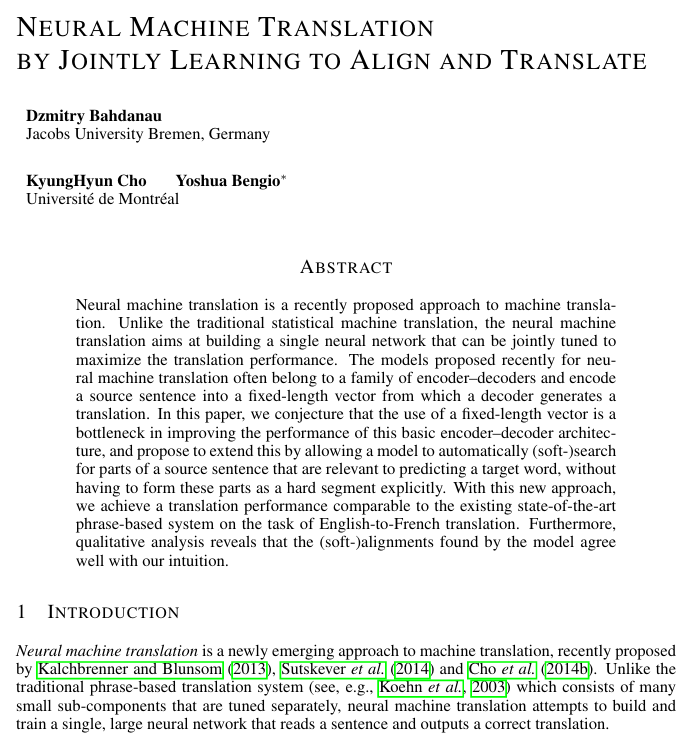 NEURAL MACHINE TRANSLATION
BY JOINTLY LEARNING TO ALIGN AND TRANSLATE
Dzmitry Bahdanau
Jacobs University Bremen, Germany
KyungHyun Cho Yoshua Bengio*
Université de Montréal
ABSTRACT
Neural machine translation is a recently proposed approach to machine transla-
tion. Unlike the traditional statistical machine translation, the neural machine
translation aims at building a single neural network that can be jointly tuned to
maximize the translation performance. The models proposed recently for neu-
ral machine translation often belong to a family of encoder–decoders and encode
a source sentence into a fixed-length vector from which a decoder generates a
translation. In this paper, we conjecture that the use of a fixed-length vector is a
bottleneck in improving the performance of this basic encoder–decoder architec-
ture, and propose to extend this by allowing a model to automatically (soft-)search
for parts of a source sentence that are relevant to predicting a target word, without
having to form these parts as a hard segment explicitly. With this new approach,
we achieve a translation performance comparable to the existing state-of-the-art
phrase-based system on the task of English-to-French translation. Furthermore,
qualitative analysis reveals that the (soft-)alignments found by the model agree
well with our intuition.
1 INTRODUCTION
Neural machine translation is a newly emerging approach to machine translation, recently proposed
by Kalchbrenner and Blunsom (2013), Sutskever et al. (2014) and Cho et al. (2014b). Unlike the
traditional phrase-based translation system (see, e.g., Koehn et al., 2003) which consists of many
small sub-components that are tuned separately, neural machine translation attempts to build and
train a single, large neural network that reads a sentence and outputs a correct translation.